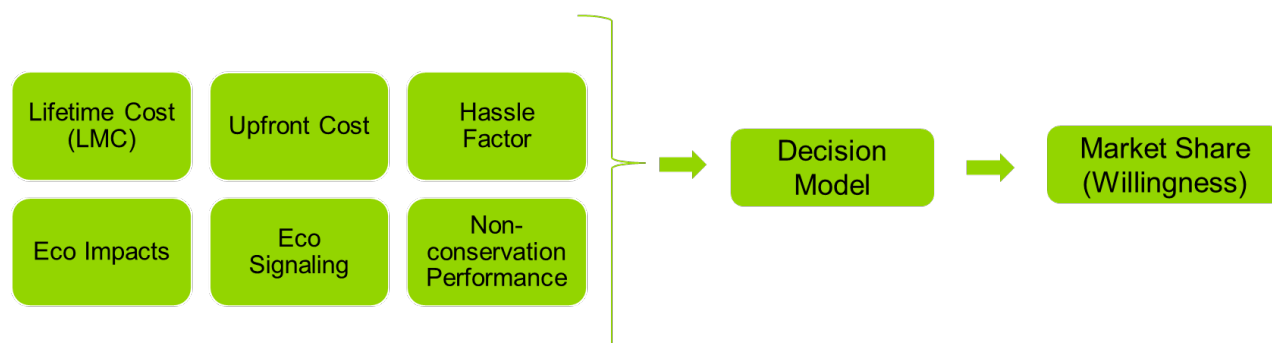 Lifetime Cost
(LMC)
Upfront Cost
Hassle
Factor
Eco Impacts
Eco
Signaling
Non-
conservation
Performance
Decision
Model
Market Share
(Willingness)